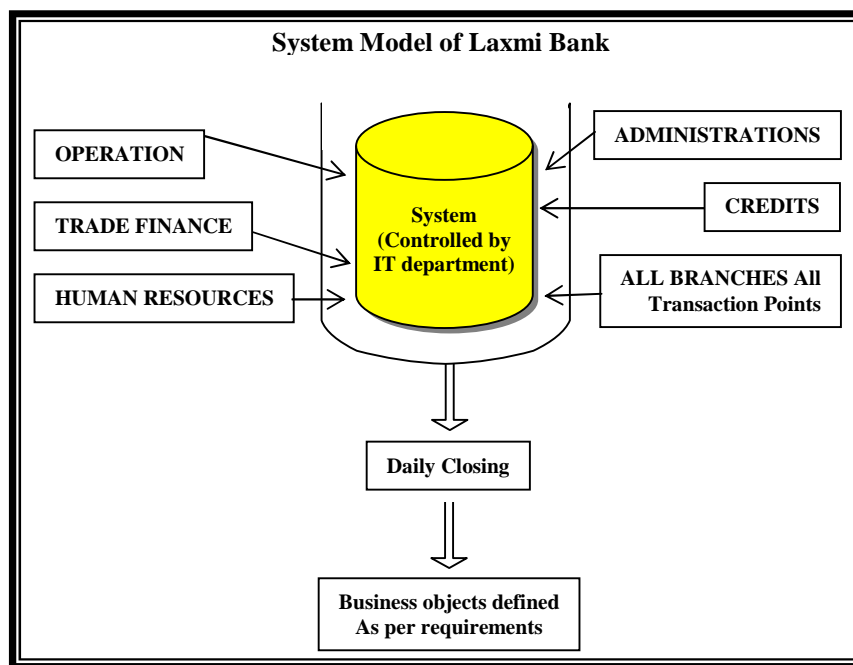 System Model of Laxmi Bank
OPERATION
TRADE FINANCE
HUMAN RESOURCES
System
(Controlled by
IT department)
ADMINISTRATIONS
CREDITS
ALL BRANCHES All
Transaction Points
Daily Closing
Business objects defined
As per requirements